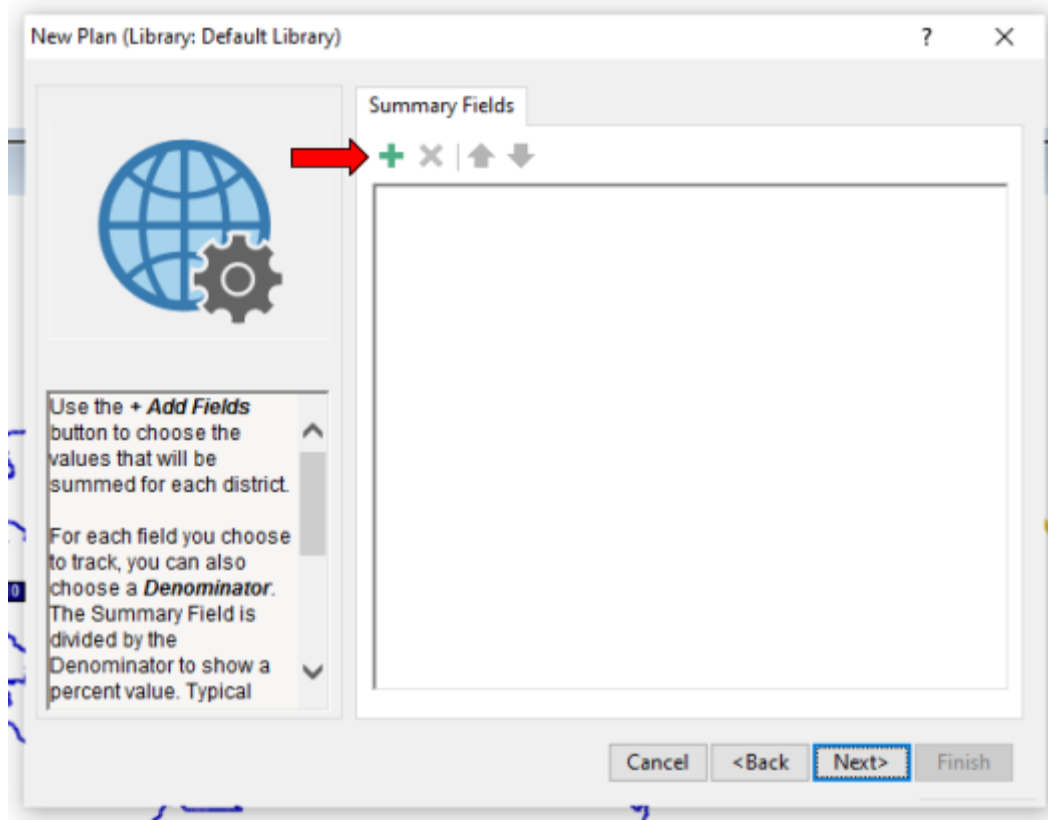 New Plan (Library: Default Library)
?
Summary Fields
Use the + Add Fields
button to choose the
values that will be
summed for each district.
For each field you choose
to track, you can also
choose a Denominator.
The Summary Field is
divided by the
Denominator to show a
percent value. Typical
0
Cancel
<Back
Next>
Finish